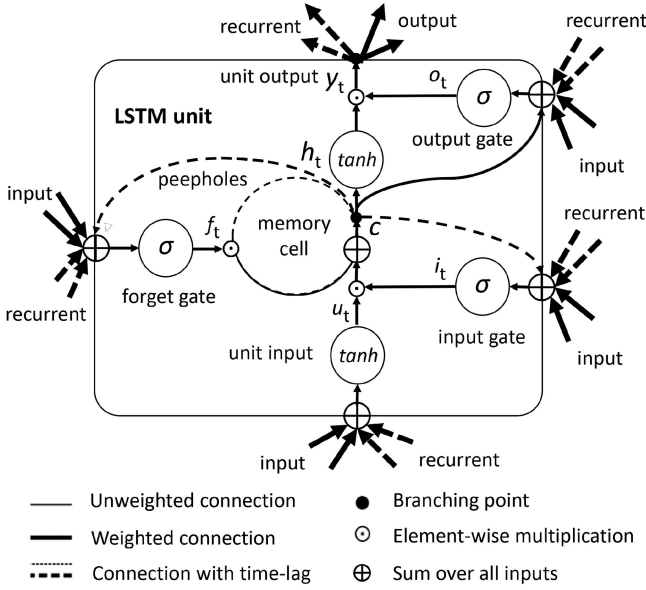 recurrent
output
recurrent
unit output yt
ot
σ
LSTM unit
output gate
input
ht
tanh
peepholes
input
c
recurrent
ft
memory
cell
σ
forget gate
it
σ
recurrent
ut
input gate
unit input
tanh
input
input
recurrent
Unweighted connection
Branching point
Weighted connection
Element-wise multiplication
Connection with time-lag
Sum over all inputs